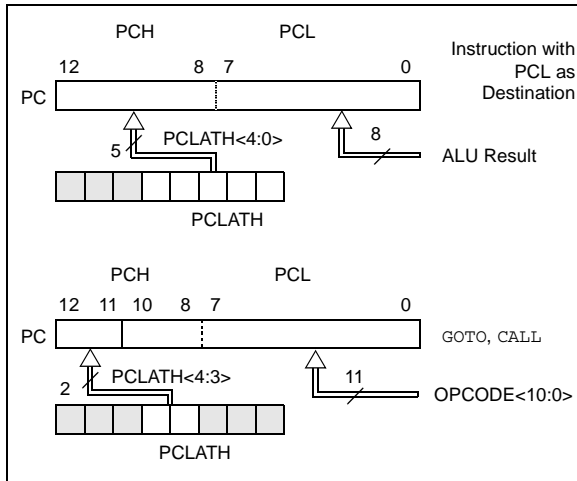 PCH PCL
12 8 7 0
Instruction with
PCL as
Destination
PC
5 PCLATH<4:0> 8
ALU Result
PCLATH
PCH PCL
12 11 10 8 7 0
PC
GOTO, CALL
2 PCLATH<4:3> 11
OPCODE<10:0>
PCLATH